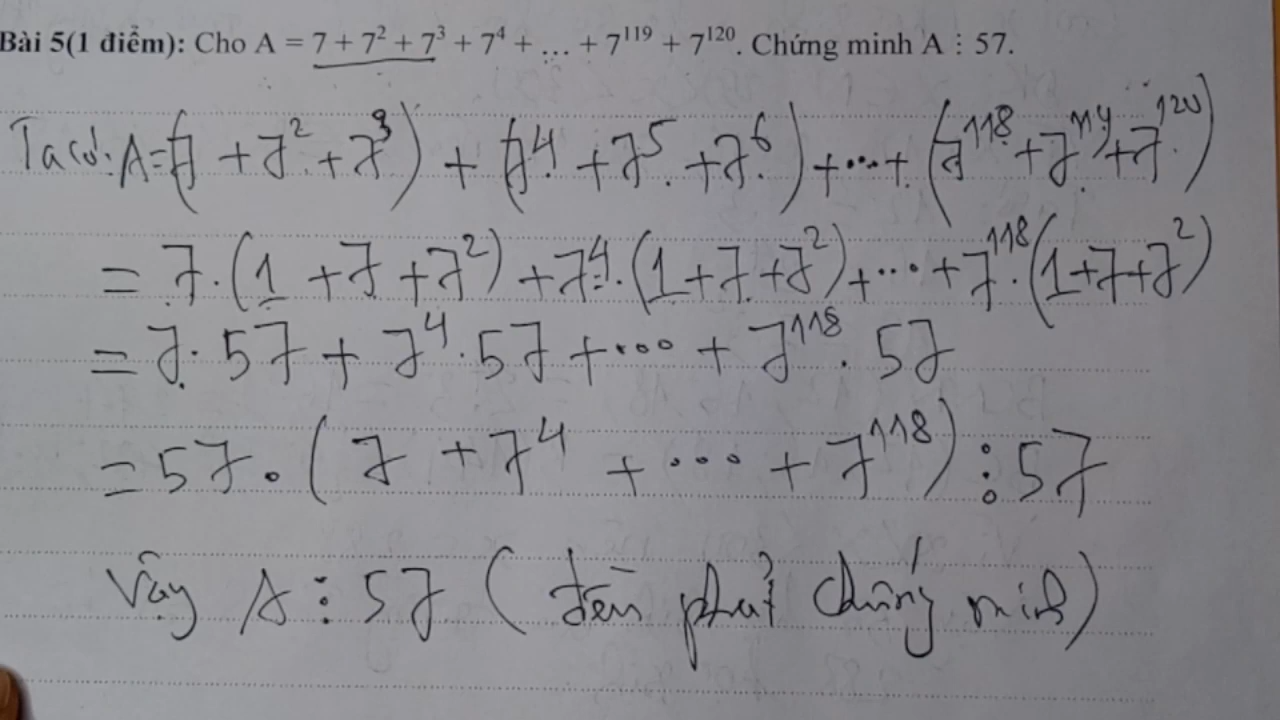 Bài 5(1 điểm): Cho A = 7 + 7² + 7³ + 7⁴ + ... + 7¹¹⁹ + 7¹²⁰. Chứng minh A ⋮ 57.
Ta có: A = (7 + 7² + 7³) + (7⁴ + 7⁵ + 7⁶) + ... + (7¹¹⁸ + 7¹¹⁹ + 7¹²⁰)
= 7 . (1 + 7 + 7²) + 7⁴ . (1 + 7 + 7²) + ... + 7¹¹⁸ . (1 + 7 + 7²)
= 7 . 57 + 7⁴ . 57 + ... + 7¹¹⁸ . 57
= 57 . (7 + 7⁴ + ... + 7¹¹⁸) ⋮ 57
Vậy A ⋮ 57 (đều phải chứng minh)